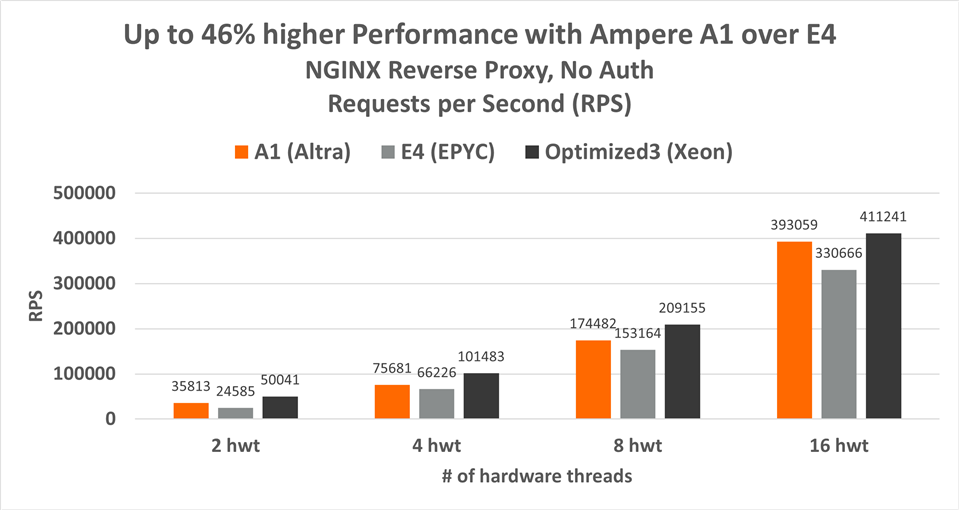 Up to 46% higher Performance with Ampere A1 over E4
NGINX Reverse Proxy, No Auth
Requests per Second (RPS)
A1 (Altra) E4 (EPYC) Optimized3 (Xeon)
500000
400000
300000
200000
100000
0
RPS
35813 24585 50041
75681 66226 101483
174482 153164 209155
393059 330666 411241
2 hwt 4 hwt 8 hwt 16 hwt
# of hardware threads